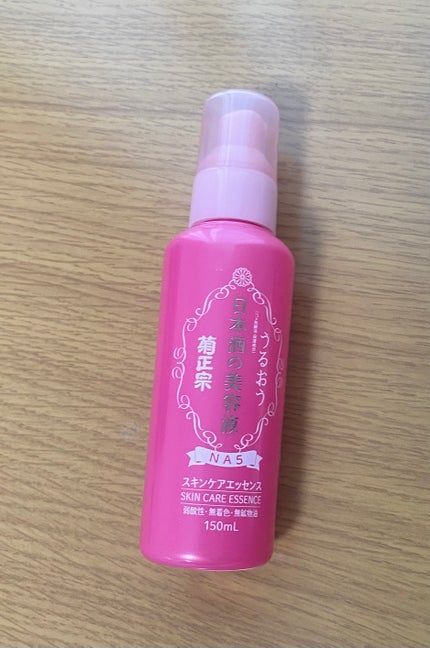 うるおう
日本酒の美容液
菊正宗
NA5
スキンケアエッセンス
SKIN CARE ESSENCE
弱酸性・無着色・無鉱物油
150mL